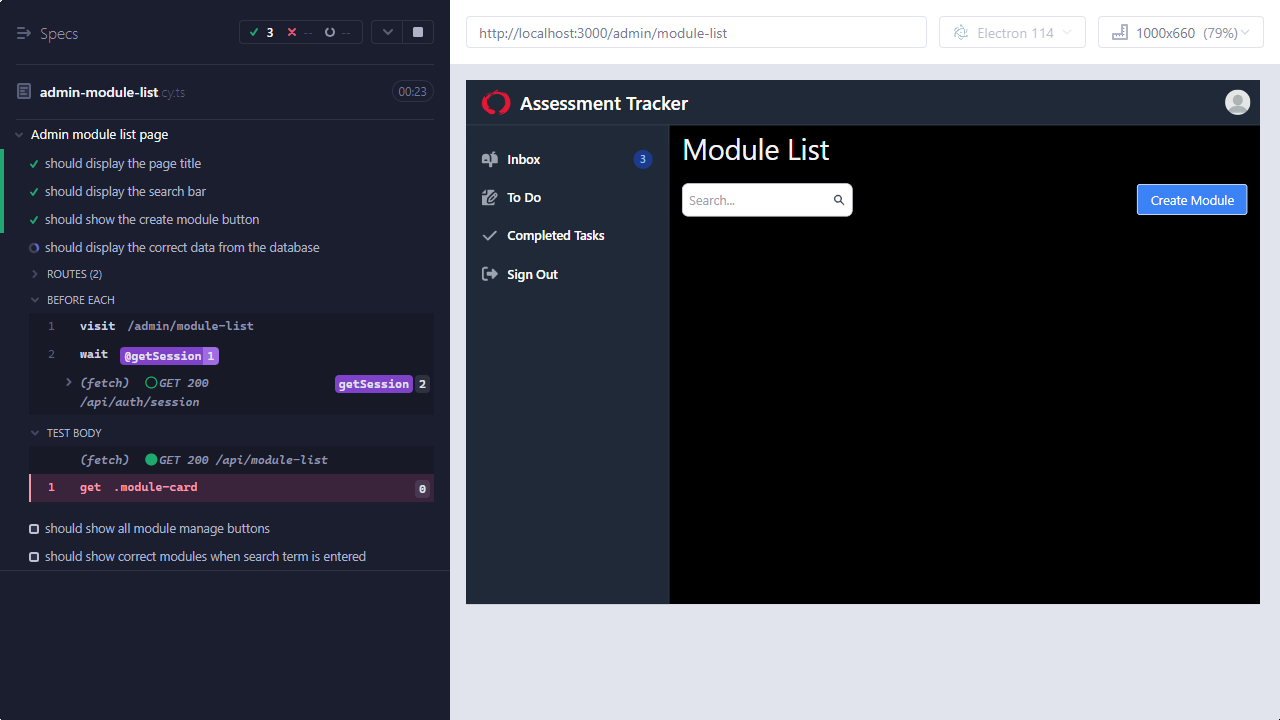 Specs
3 -- --
admin-module-list.cy.ts 00:23
Admin module list page
should display the page title
should display the search bar
should show the create module button
should display the correct data from the database
ROUTES (2)
BEFORE EACH
1 visit /admin/module-list
2 wait @getSession 1
(fetch) GET 200 getSession 2
/api/auth/session
TEST BODY
(fetch) GET 200 /api/module-list
1 get .module-card 0
should show all module manage buttons
should show correct modules when search term is entered
http://localhost:3000/admin/module-list Electron 114 1000x660 (79%)
Assessment Tracker
Inbox 3
To Do
Completed Tasks
Sign Out
Module List
Search... Create Module